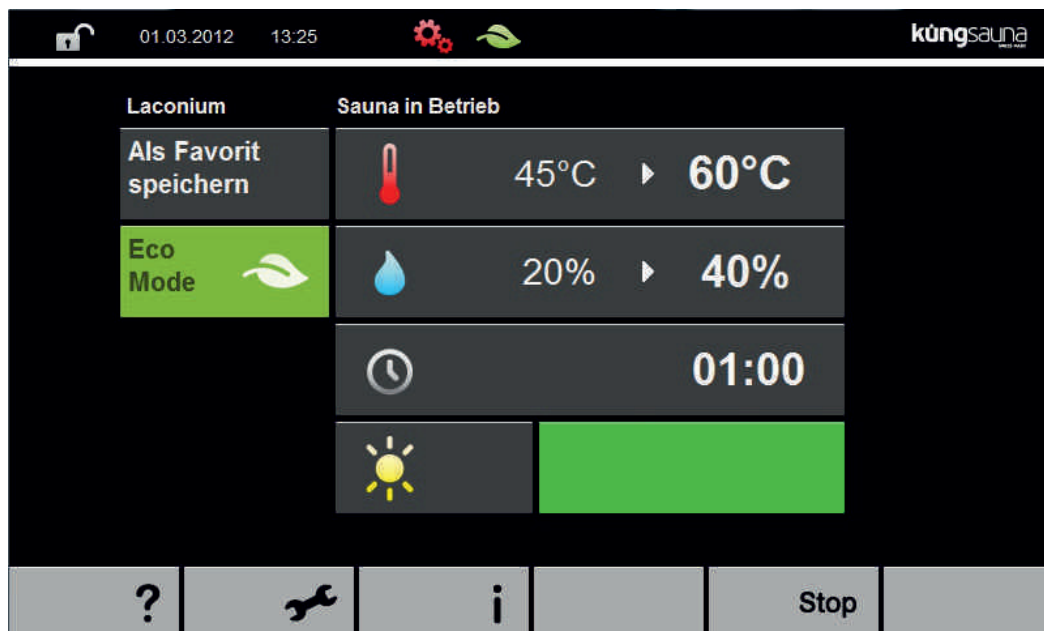 01.03.2012 13:25 kùngsauna
Laconium Sauna in Betrieb
Als Favorit
speichern
45°C 60°C
Eco
Mode
20% 40%
01:00
? i Stop